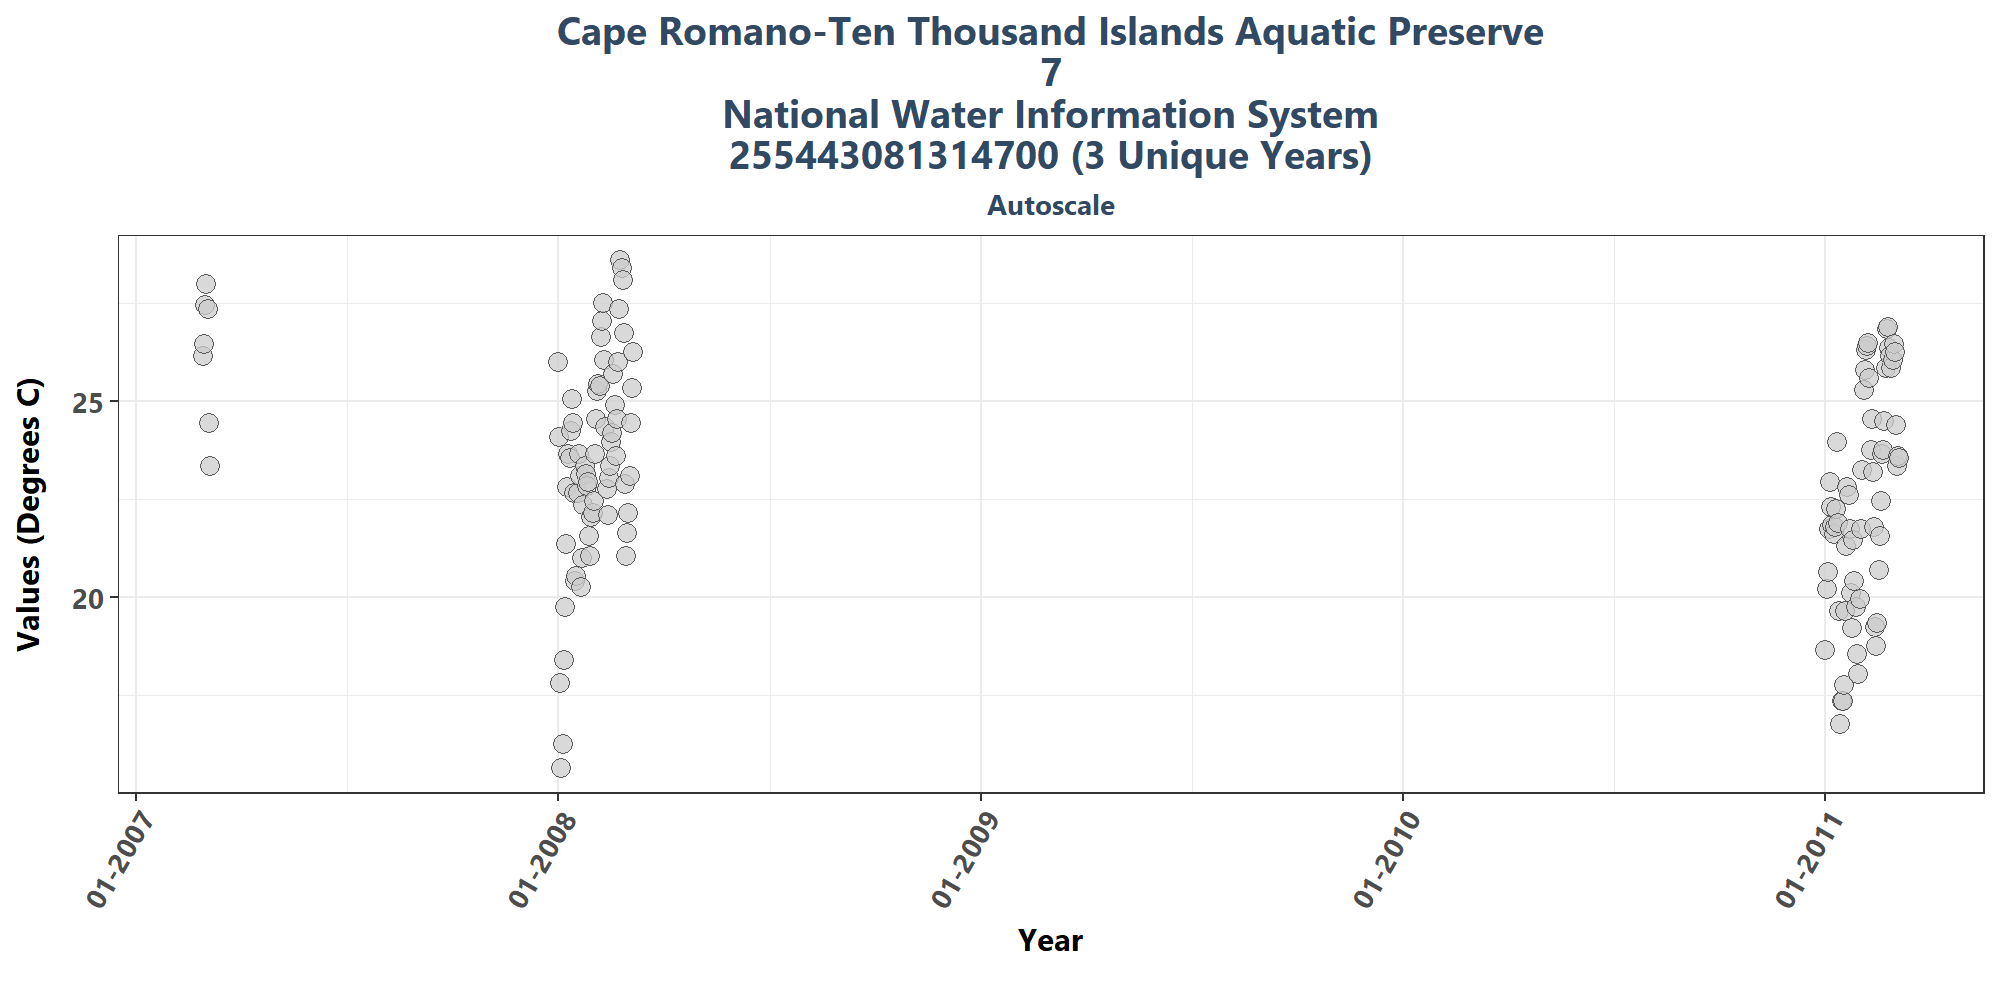 Cape Romano-Ten Thousand Islands Aquatic Preserve
7
National Water Information System
255443081314700 (3 Unique Years)
Autoscale
Values (Degrees C)
25
20
01-2007
01-2008
01-2009
01-2010
01-2011
Year